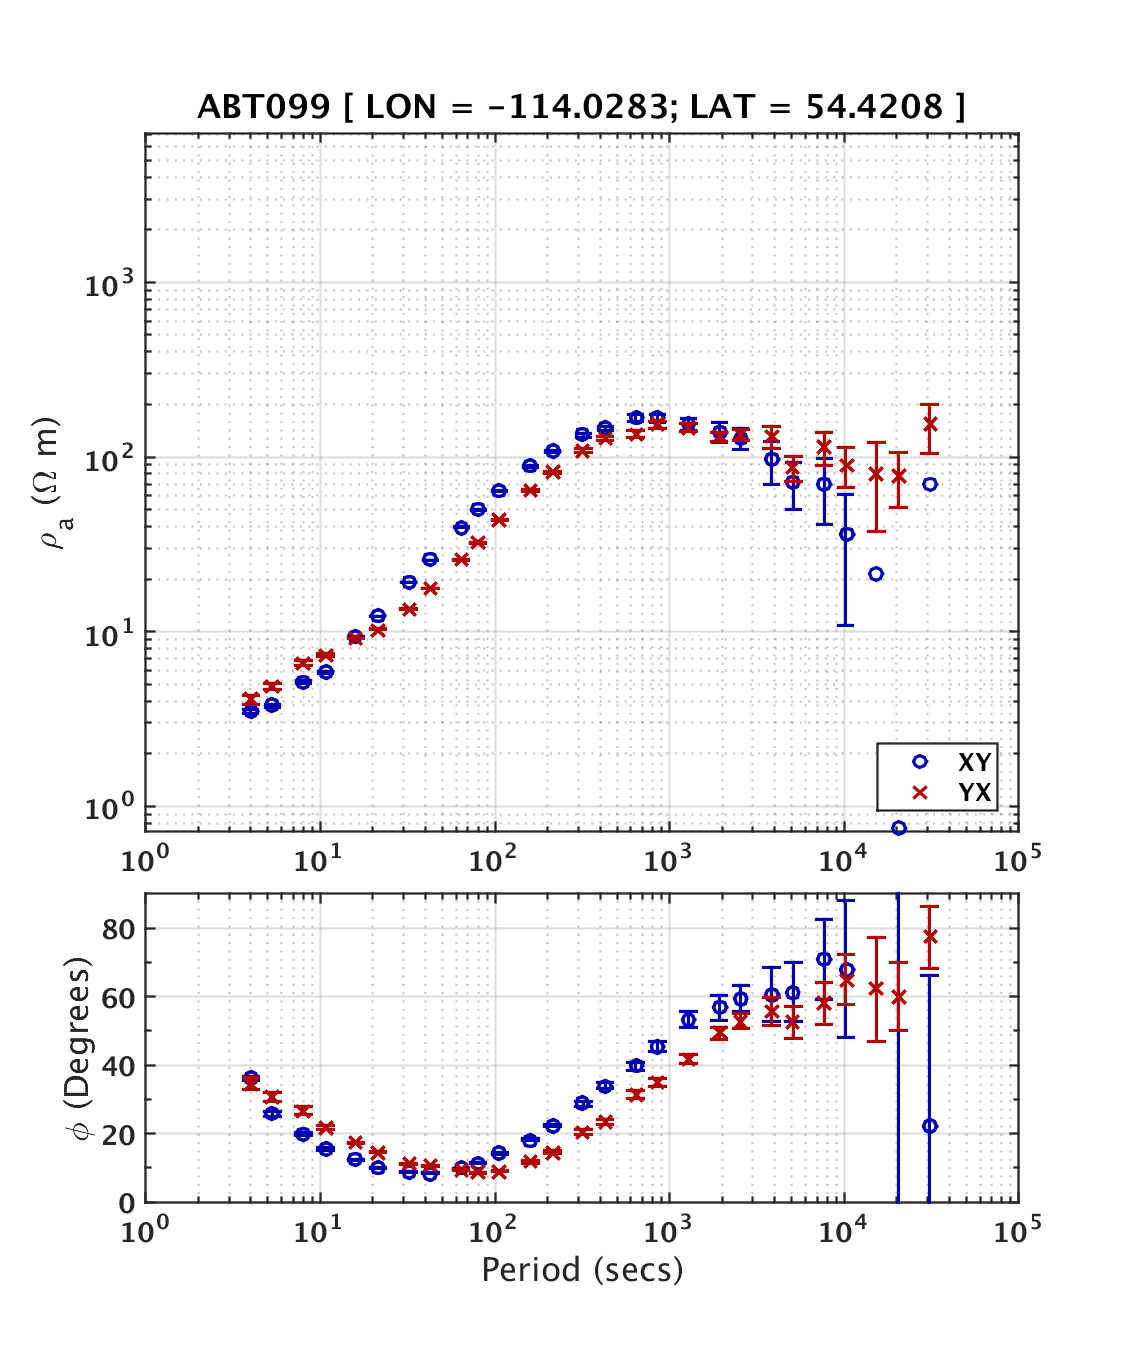 ABT099 [ LON = -114.0283; LAT = 54.4208 ]
10³
10²
10¹
10⁰
ρₐ (Ω m)
XY
YX
10⁰ 10¹ 10² 10³ 10⁴ 10⁵
80
60
40
20
0
ϕ (Degrees)
10⁰ 10¹ 10² 10³ 10⁴ 10⁵
Period (secs)